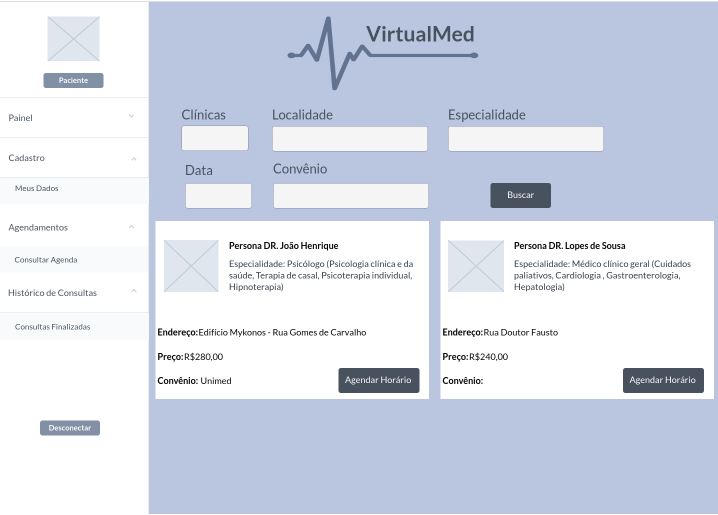 VirtualMed
Paciente
Painel
Cadastro
Meus Dados
Agendamentos
Consultar Agenda
Histórico de Consultas
Consultas Finalizadas
Desconectar
Clínicas
Localidade
Especialidade
Data
Convênio
Buscar
Persona DR. João Henrique
Especialidade: Psicólogo (Psicologia clínica e da
saúde, Terapia de casal, Psicoterapia individual,
Hipnoterapia)
Endereço:Edifício Mykonos - Rua Gomes de Carvalho
Preço:R$280,00
Convênio: Unimed
Agendar Horário
Persona DR. Lopes de Sousa
Especialidade: Médico clínico geral (Cuidados
paliativos, Cardiologia , Gastroenterologia,
Hepatologia)
Endereço:Rua Doutor Fausto
Preço:R$240,00
Convênio:
Agendar Horário